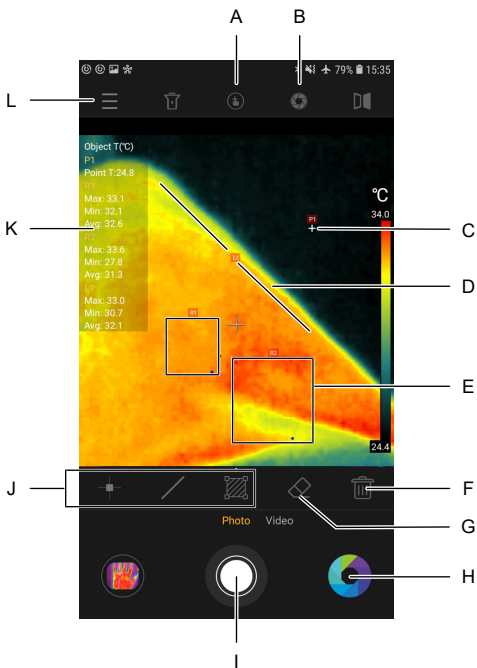 A
B
79% 15:35
L
Object T(℃)
P1
Point T:24.8
R1
Max: 33.1
Min: 32.1
Avg: 32.6
R2
Max: 33.6
Min: 27.8
Avg: 31.3
L1
Max: 33.0
Min: 30.7
Avg: 32.1
℃
34.0
P1
C
K
L1
D
R1
R2
E
24.4
J
F
G
Photo Video
H
I